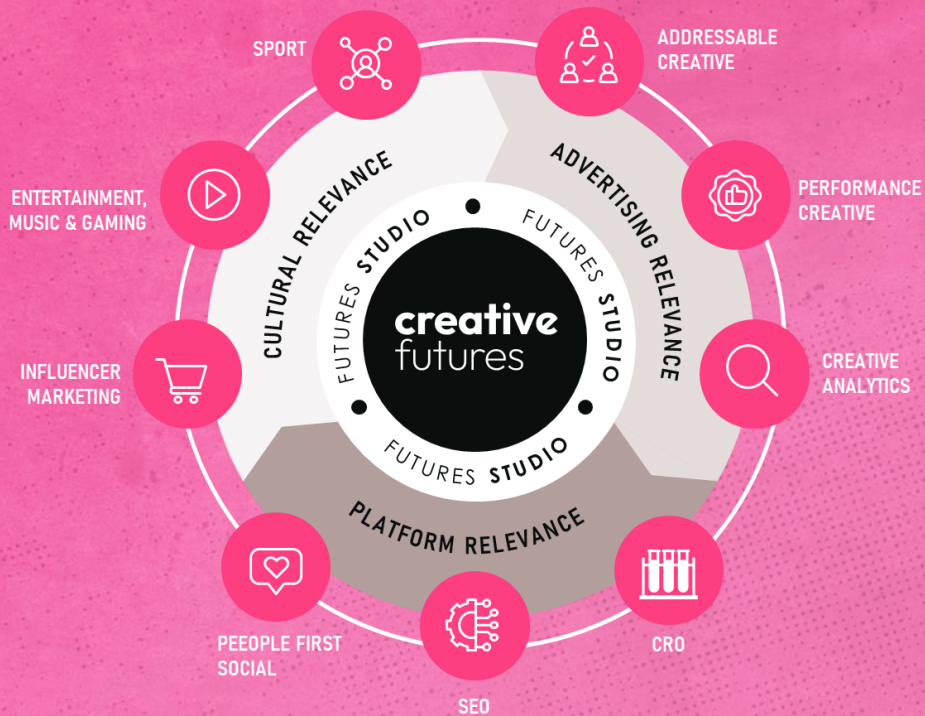 SPORT
ADDRESSABLE
CREATIVE
ENTERTAINMENT,
MUSIC & GAMING
PERFORMANCE
CREATIVE
INFLUENCER
MARKETING
CREATIVE
ANALYTICS
PEEOPLE FIRST
SOCIAL
SEO
CRO
CULTURAL RELEVANCE
ADVERTISING RELEVANCE
PLATFORM RELEVANCE
FUTURES STUDIO
FUTURES STUDIO
FUTURES STUDIO
creative
futures